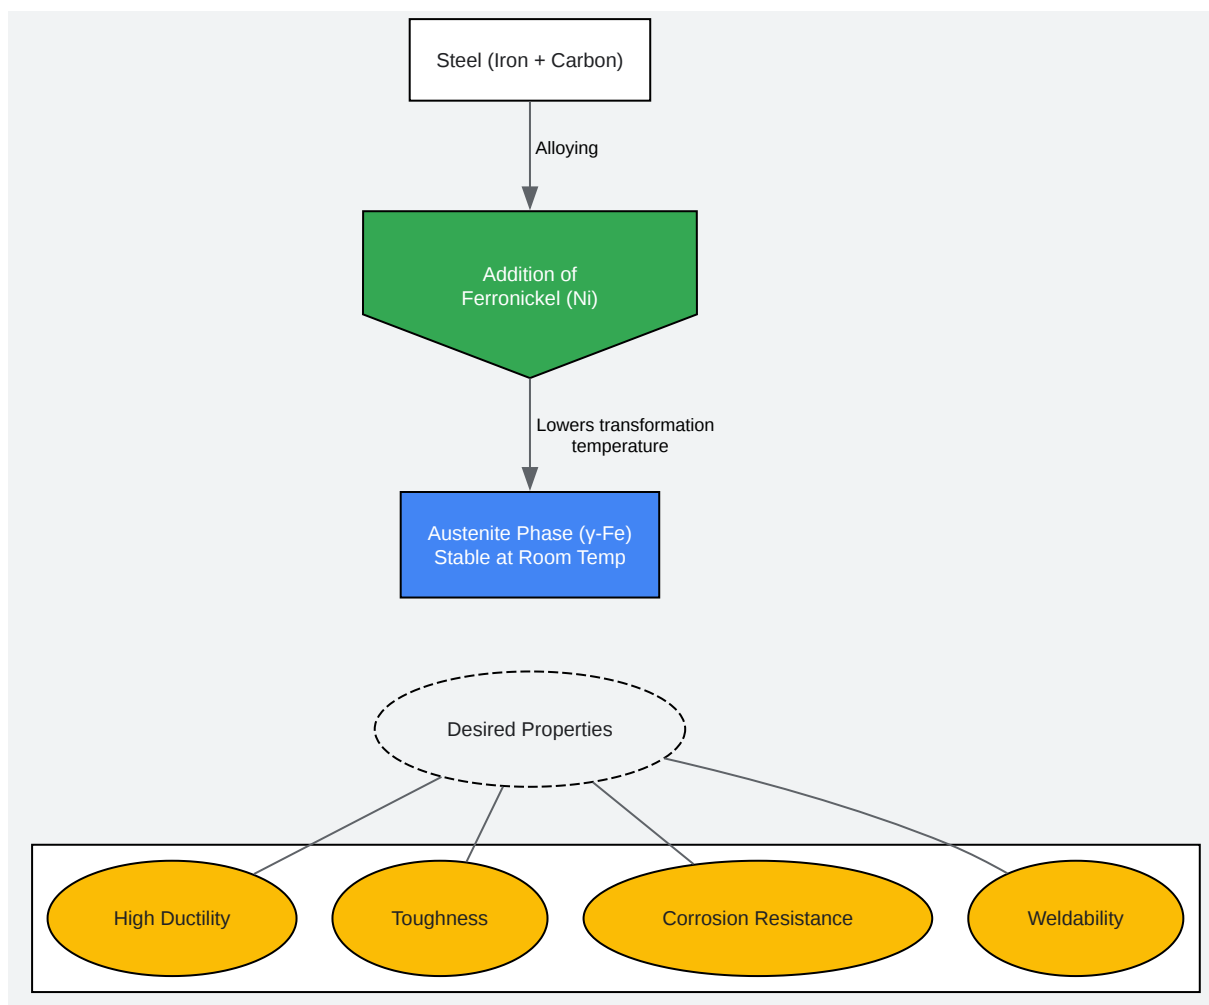 Steel (Iron + Carbon)
Alloying
Addition of
Ferronickel (Ni)
Lowers transformation
temperature
Austenite Phase (γ-Fe)
Stable at Room Temp
Desired Properties
High Ductility
Toughness
Corrosion Resistance
Weldability